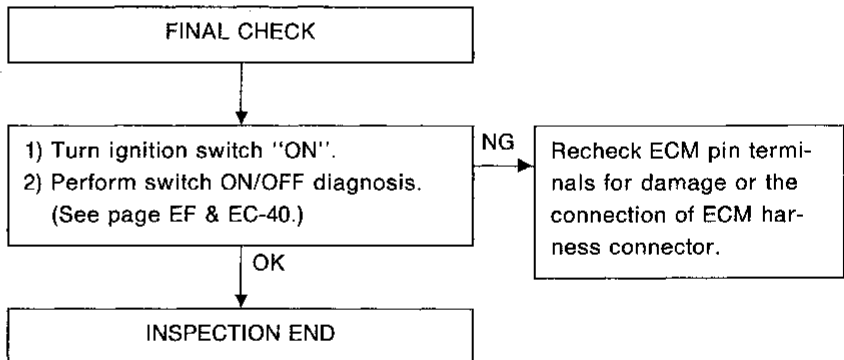 FINAL CHECK
1) Turn ignition switch "ON".
2) Perform switch ON/OFF diagnosis.
(See page EF & EC-40.)
NG
Recheck ECM pin termi-
nals for damage or the
connection of ECM har-
ness connector.
OK
INSPECTION END